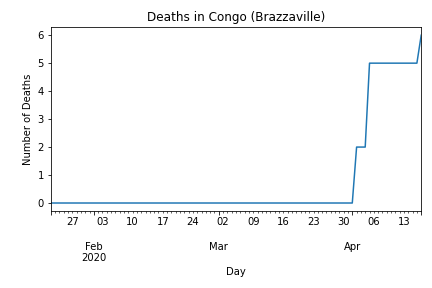 Deaths in Congo (Brazzaville)
Number of Deaths
6
5
4
3
2
1
0
27 03 10 17 24 02 09 16 23 30 06 13
Feb Mar Apr
2020
Day